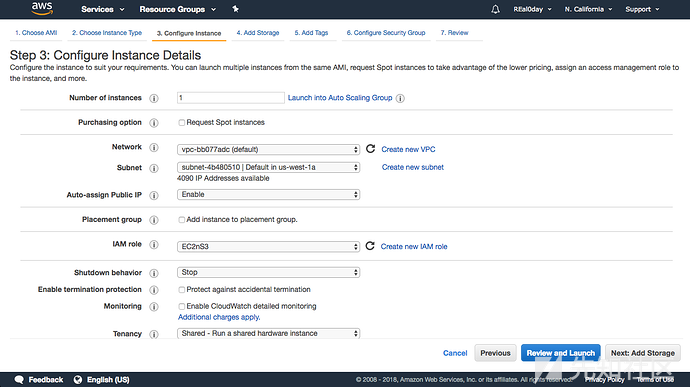 aws
Services Resource Groups REal0day N. California Support
1. Choose AMI 2. Choose Instance Type 3. Configure Instance 4. Add Storage 5. Add Tags 6. Configure Security Group 7. Review
Step 3: Configure Instance Details
Configure the instance to suit your requirements. You can launch multiple instances from the same AMI, request Spot instances to take advantage of the lower pricing, assign an access management role to
the instance, and more.
Number of instances 1 Launch into Auto Scaling Group
Purchasing option Request Spot instances
Network vpc-bb077adc (default) Create new VPC
Subnet subnet-4b480510 | Default in us-west-1a Create new subnet
4090 IP Addresses available
Auto-assign Public IP Enable
Placement group Add instance to placement group.
IAM role EC2nS3 Create new IAM role
Shutdown behavior Stop
Enable termination protection Protect against accidental termination
Monitoring Enable CloudWatch detailed monitoring
Additional charges apply.
Tenancy Shared - Run a shared hardware instance
Cancel Previous Review and Launch Next: Add Storage
先知社区
Feedback English (US) © 2008 - 2018, Amazon Web Services, Inc. or its affiliates. All rights reserved. Privacy Policy Terms of Use